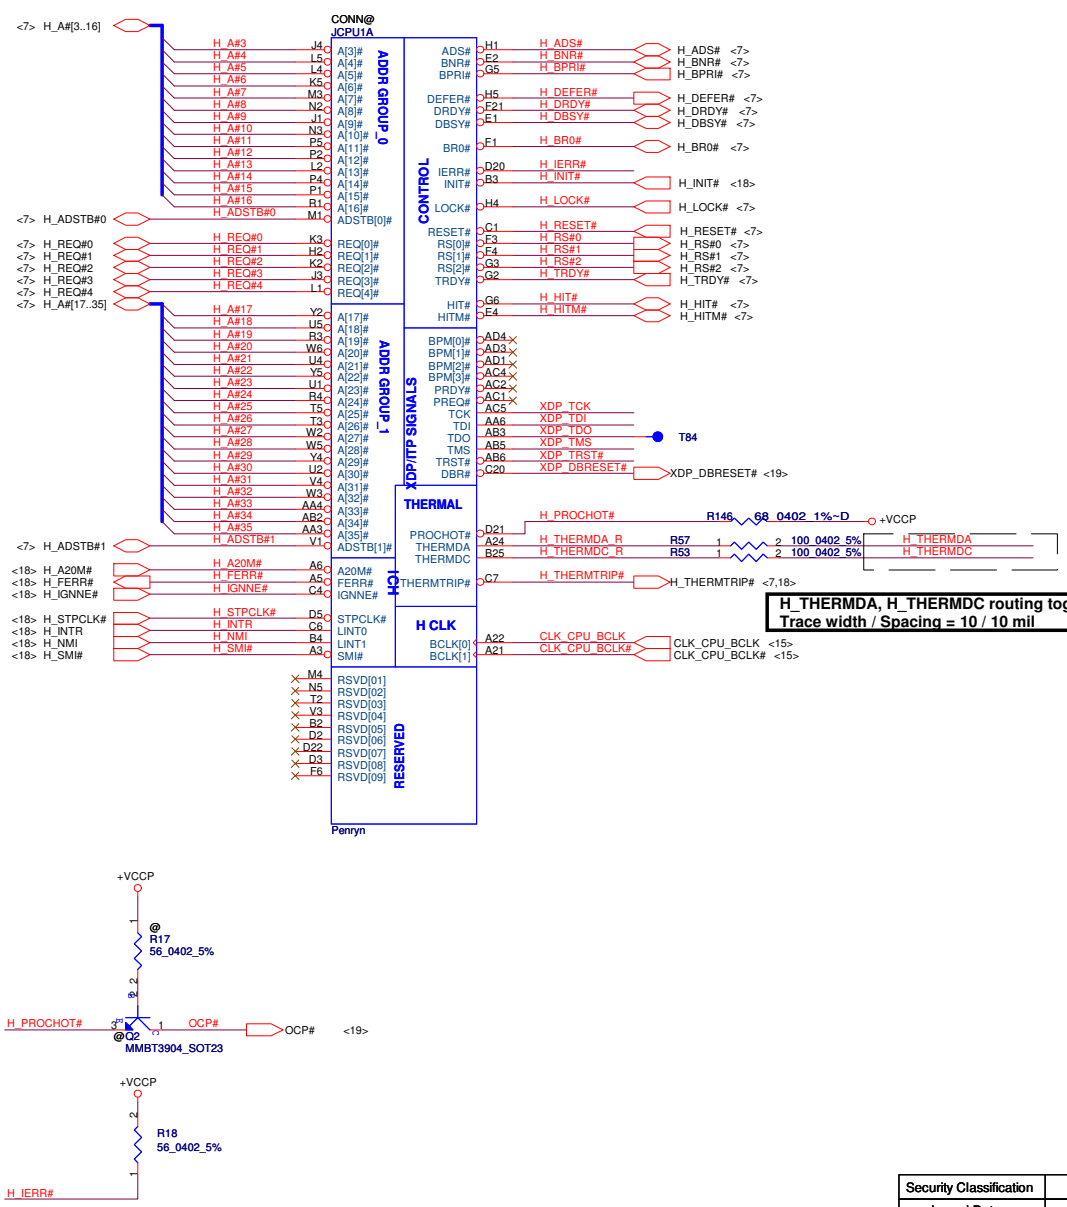 CONN@
JCPU1A
<7> H_A#[3..16]
H_A#3 J4 A[3]#
H_A#4 L5 A[4]#
H_A#5 L4 A[5]#
H_A#6 K5 A[6]#
H_A#7 M3 A[7]#
H_A#8 N2 A[8]#
H_A#9 J1 A[9]#
H_A#10 N3 A[10]#
H_A#11 P5 A[11]#
H_A#12 P2 A[12]#
H_A#13 L2 A[13]#
H_A#14 P4 A[14]#
H_A#15 P1 A[15]#
H_A#16 R1 A[16]#
<7> H_ADSTB#0 H_ADSTB#0 M1 ADSTB[0]#
<7> H_REQ#0 H_REQ#0 K3 REQ[0]#
<7> H_REQ#1 H_REQ#1 H2 REQ[1]#
<7> H_REQ#2 H_REQ#2 K2 REQ[2]#
<7> H_REQ#3 H_REQ#3 J3 REQ[3]#
<7> H_REQ#4 H_REQ#4 L1 REQ[4]#
ADDR GROUP_0
<7> H_A#[17..35]
H_A#17 Y2 A[17]#
H_A#18 U5 A[18]#
H_A#19 R3 A[19]#
H_A#20 W6 A[20]#
H_A#21 U4 A[21]#
H_A#22 Y5 A[22]#
H_A#23 U1 A[23]#
H_A#24 R4 A[24]#
H_A#25 T5 A[25]#
H_A#26 T3 A[26]#
H_A#27 W2 A[27]#
H_A#28 W5 A[28]#
H_A#29 Y4 A[29]#
H_A#30 U2 A[30]#
H_A#31 V4 A[31]#
H_A#32 W3 A[32]#
H_A#33 AA4 A[33]#
H_A#34 AB2 A[34]#
H_A#35 AA3 A[35]#
<7> H_ADSTB#1 H_ADSTB#1 V1 ADSTB[1]#
ADDR GROUP_1
<18> H_A20M# H_A20M# A6 A20M#
<18> H_FERR# H_FERR# A5 FERR#
<18> H_IGNNE# H_IGNNE# C4 IGNNE#
<18> H_STPCLK# H_STPCLK# D5 STPCLK#
<18> H_INTR H_INTR C6 LINT0
<18> H_NMI H_NMI B4 LINT1
<18> H_SMI# H_SMI# A3 SMI#
ICH
M4 RSVD[01]
N5 RSVD[02]
T2 RSVD[03]
V3 RSVD[04]
B2 RSVD[05]
D2 RSVD[06]
D22 RSVD[07]
D3 RSVD[08]
F6 RSVD[09]
RESERVED
Penryn
CONTROL
ADS# H1 H_ADS# H_ADS# <7>
BNR# E2 H_BNR# H_BNR# <7>
BPRI# G5 H_BPRI# H_BPRI# <7>
DEFER# H5 H_DEFER# H_DEFER# <7>
DRDY# F21 H_DRDY# H_DRDY# <7>
DBSY# E1 H_DBSY# H_DBSY# <7>
BR0# F1 H_BR0# H_BR0# <7>
IERR# D20 H_IERR#
INIT# B3 H_INIT# H_INIT# <18>
LOCK# H4 H_LOCK# H_LOCK# <7>
RESET# C1 H_RESET# H_RESET# <7>
RS[0]# F3 H_RS#0 H_RS#0 <7>
RS[1]# F4 H_RS#1 H_RS#1 <7>
RS[2]# G3 H_RS#2 H_RS#2 <7>
TRDY# G2 H_TRDY# H_TRDY# <7>
HIT# G6 H_HIT# H_HIT# <7>
HITM# E4 H_HITM# H_HITM# <7>
XDP/ITP SIGNALS
BPM[0]# AD4
BPM[1]# AD3
BPM[2]# AD1
BPM[3]# AC4
PRDY# AC2
PREQ# AC1
TCK AC5 XDP_TCK
TDI AA6 XDP_TDI
TDO AB3 XDP_TDO T84
TMS AB5 XDP_TMS
TRST# AB6 XDP_TRST#
DBR# C20 XDP_DBRESET# XDP_DBRESET# <19>
THERMAL
PROCHOT# D21 H_PROCHOT# R146 68_0402_1%~D +VCCP
THERMDA A24 H_THERMDA_R R57 1 2 100_0402_5% H_THERMDA
THERMDC B25 H_THERMDC_R R53 1 2 100_0402_5% H_THERMDC
THERMTRIP# C7 H_THERMTRIP# H_THERMTRIP# <7,18>
H_THERMDA, H_THERMDC routing tog
Trace width / Spacing = 10 / 10 mil
H CLK
BCLK[0] A22 CLK_CPU_BCLK CLK_CPU_BCLK <15>
BCLK[1] A21 CLK_CPU_BCLK# CLK_CPU_BCLK# <15>
+VCCP
1
@
R17
56_0402_5%
2
2
B
H_PROCHOT# 3 E C 1 OCP# OCP# <19>
@Q2
MMBT3904_SOT23
+VCCP
2
R18
56_0402_5%
1
H_IERR#
Security Classification